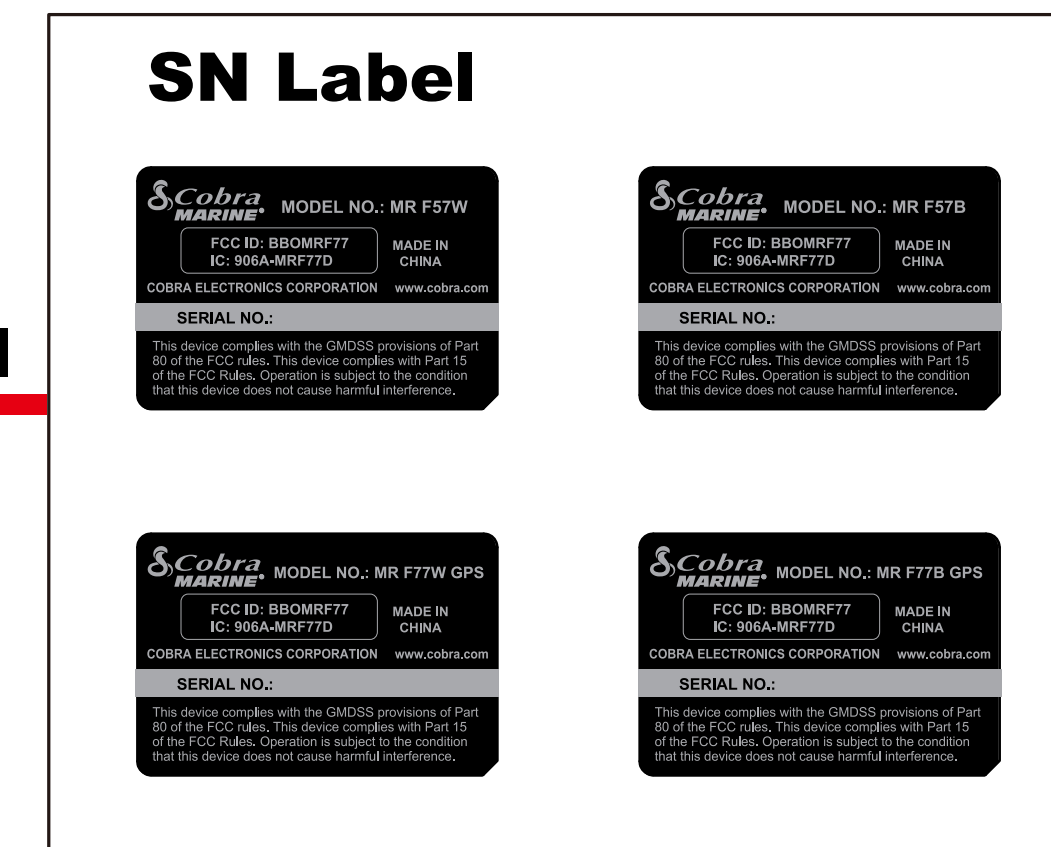 SN Label
Cobra
MARINE®
MODEL NO.: MR F57W
FCC ID: BBOMRF77
IC: 906A-MRF77D
MADE IN
CHINA
COBRA ELECTRONICS CORPORATION www.cobra.com
SERIAL NO.:
This device complies with the GMDSS provisions of Part
80 of the FCC rules. This device complies with Part 15
of the FCC Rules. Operation is subject to the condition
that this device does not cause harmful interference.
Cobra
MARINE®
MODEL NO.: MR F57B
FCC ID: BBOMRF77
IC: 906A-MRF77D
MADE IN
CHINA
COBRA ELECTRONICS CORPORATION www.cobra.com
SERIAL NO.:
This device complies with the GMDSS provisions of Part
80 of the FCC rules. This device complies with Part 15
of the FCC Rules. Operation is subject to the condition
that this device does not cause harmful interference.
Cobra
MARINE®
MODEL NO.: MR F77W GPS
FCC ID: BBOMRF77
IC: 906A-MRF77D
MADE IN
CHINA
COBRA ELECTRONICS CORPORATION www.cobra.com
SERIAL NO.:
This device complies with the GMDSS provisions of Part
80 of the FCC rules. This device complies with Part 15
of the FCC Rules. Operation is subject to the condition
that this device does not cause harmful interference.
Cobra
MARINE®
MODEL NO.: MR F77B GPS
FCC ID: BBOMRF77
IC: 906A-MRF77D
MADE IN
CHINA
COBRA ELECTRONICS CORPORATION www.cobra.com
SERIAL NO.:
This device complies with the GMDSS provisions of Part
80 of the FCC rules. This device complies with Part 15
of the FCC Rules. Operation is subject to the condition
that this device does not cause harmful interference.